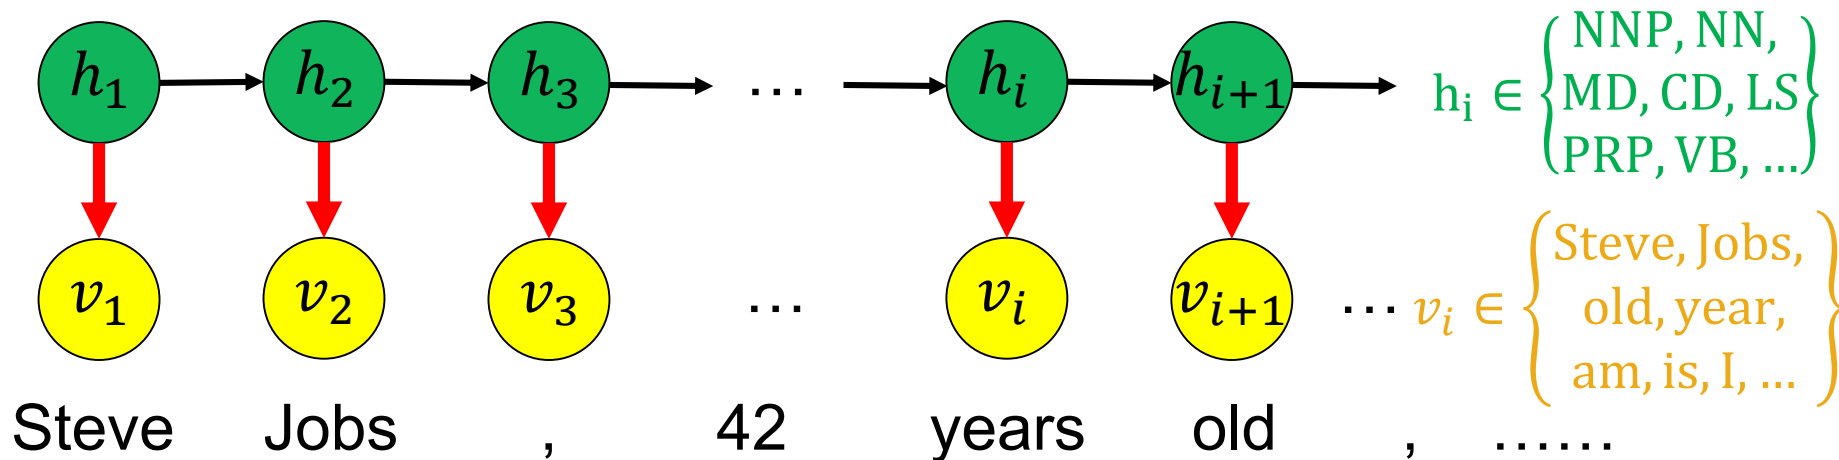 h₁ h₂ h₃ … hᵢ hᵢ₊₁ hᵢ ∈ {NNP, NN,
MD, CD, LS
PRP, VB, …}
v₁ v₂ v₃ … vᵢ vᵢ₊₁ … vᵢ ∈ {Steve, Jobs,
old, year,
am, is, I, …}
Steve Jobs , 42 years old , ……